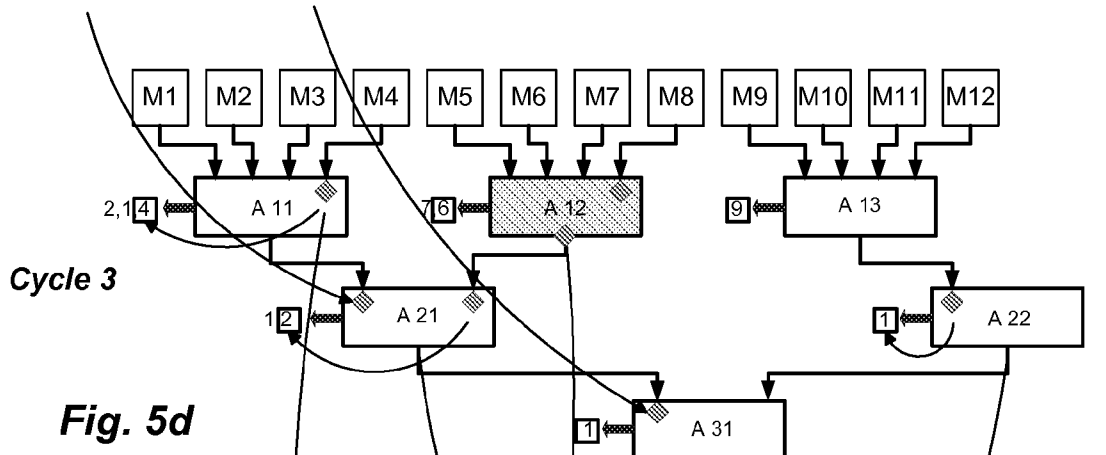 M1 M2 M3 M4 M5 M6 M7 M8 M9 M10 M11 M12
2,1 4 A 11 7 6 A 12 9 A 13
Cycle 3
1 2 A 21 1 A 22
Fig. 5d
1 A 31